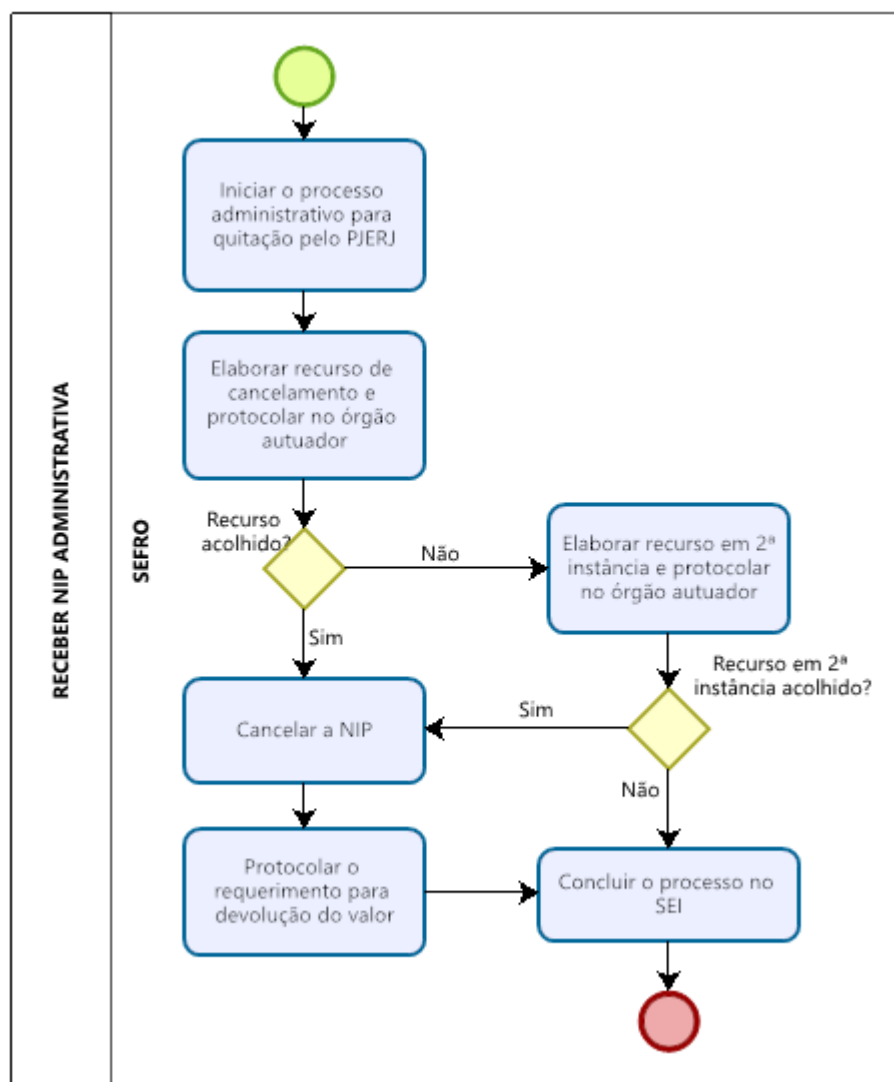 RECEBER NIP ADMINISTRATIVA
SEFRO
Iniciar o processo
administrativo para
quitação pelo PJERJ
Elaborar recurso de
cancelamento e
protocolar no órgão
autuador
Recurso
acolhido?
Não
Elaborar recurso em 2ª
instância e protocolar
no órgão autuador
Sim
Recurso em 2ª
instância acolhido?
Cancelar a NIP
Sim
Não
Protocolar o
requerimento para
devolução do valor
Concluir o processo no
SEI